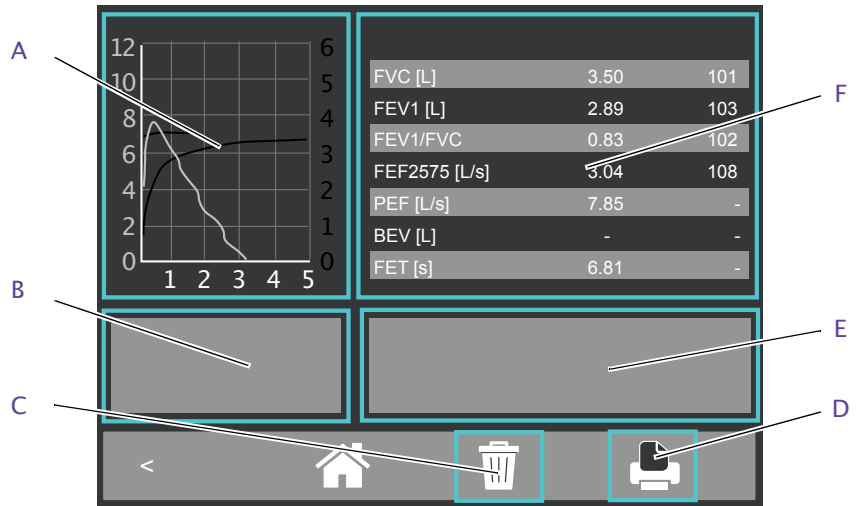 A
B
C
12
10
8
6
4
2
0
6
5
4
3
2
1
0
1 2 3 4 5
FVC [L] 3.50 101
FEV1 [L] 2.89 103
FEV1/FVC 0.83 102
FEF2575 [L/s] 3.04 108
PEF [L/s] 7.85 -
BEV [L] - -
FET [s] 6.81 -
F
E
D
<